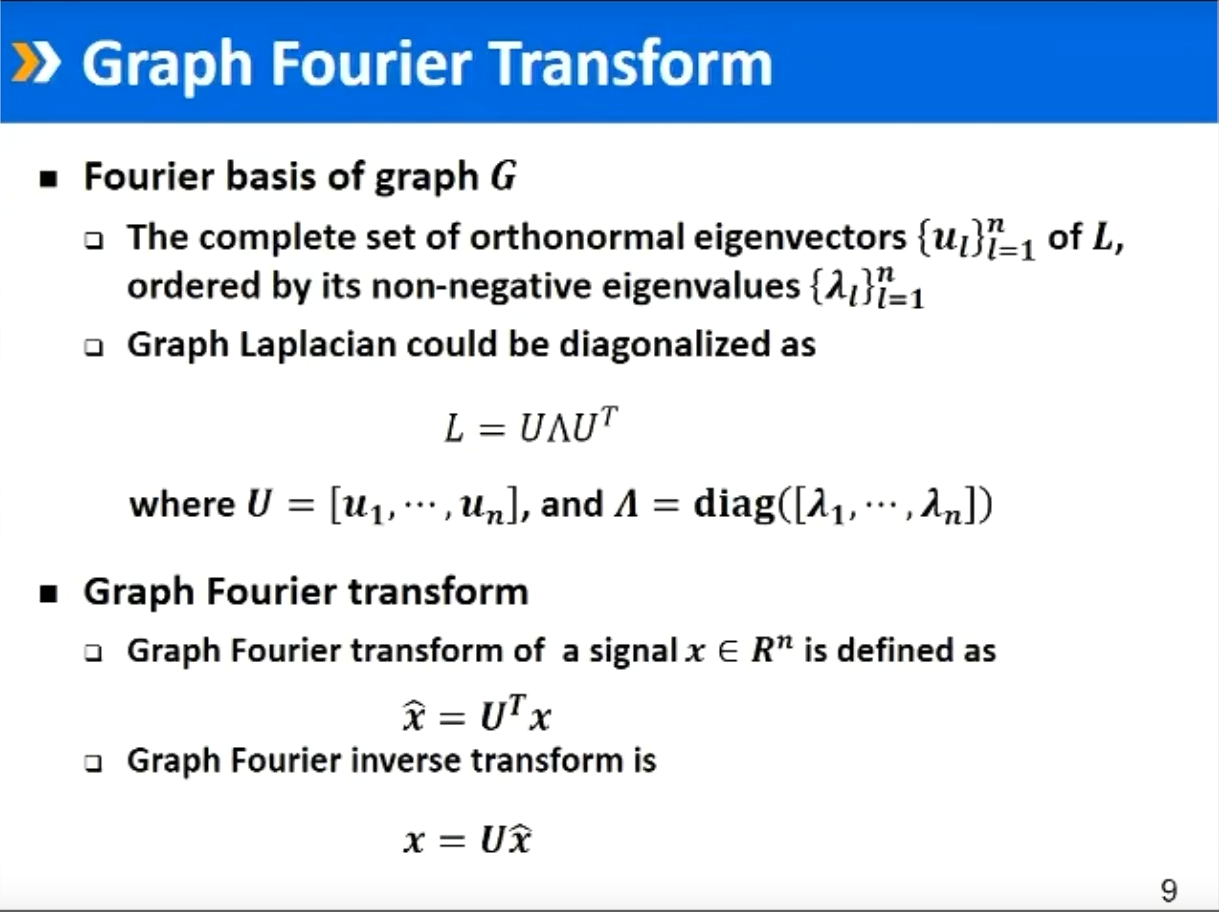 Graph Fourier Transform
■ Fourier basis of graph G
❑ The complete set of orthonormal eigenvectors {u_l}_{l=1}^n of L,
ordered by its non-negative eigenvalues {λ_l}_{l=1}^n
❑ Graph Laplacian could be diagonalized as
L = UΛU^T
where U = [u_1, ⋯, u_n], and Λ = diag([λ_1, ⋯, λ_n])
■ Graph Fourier transform
❑ Graph Fourier transform of a signal x ∈ R^n is defined as
x̂ = U^T x
❑ Graph Fourier inverse transform is
x = Ux̂
9